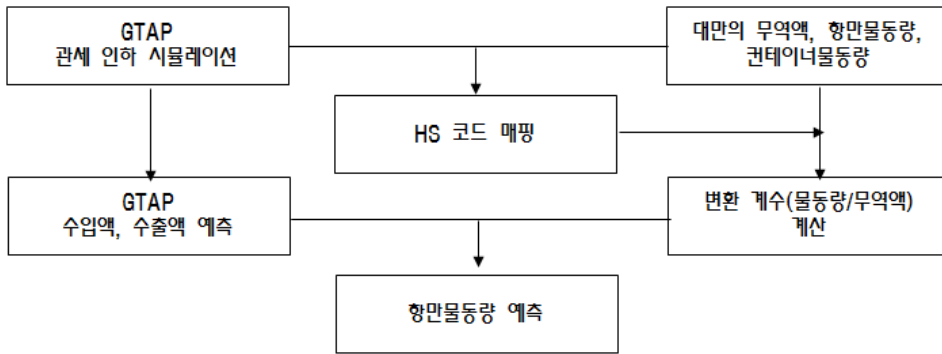 GTAP
관세 인하 시뮬레이션
대만의 무역액, 항만물동량,
컨테이너물동량
HS 코드 매핑
GTAP
수입액, 수출액 예측
변환 계수(물동량/무역액)
계산
항만물동량 예측